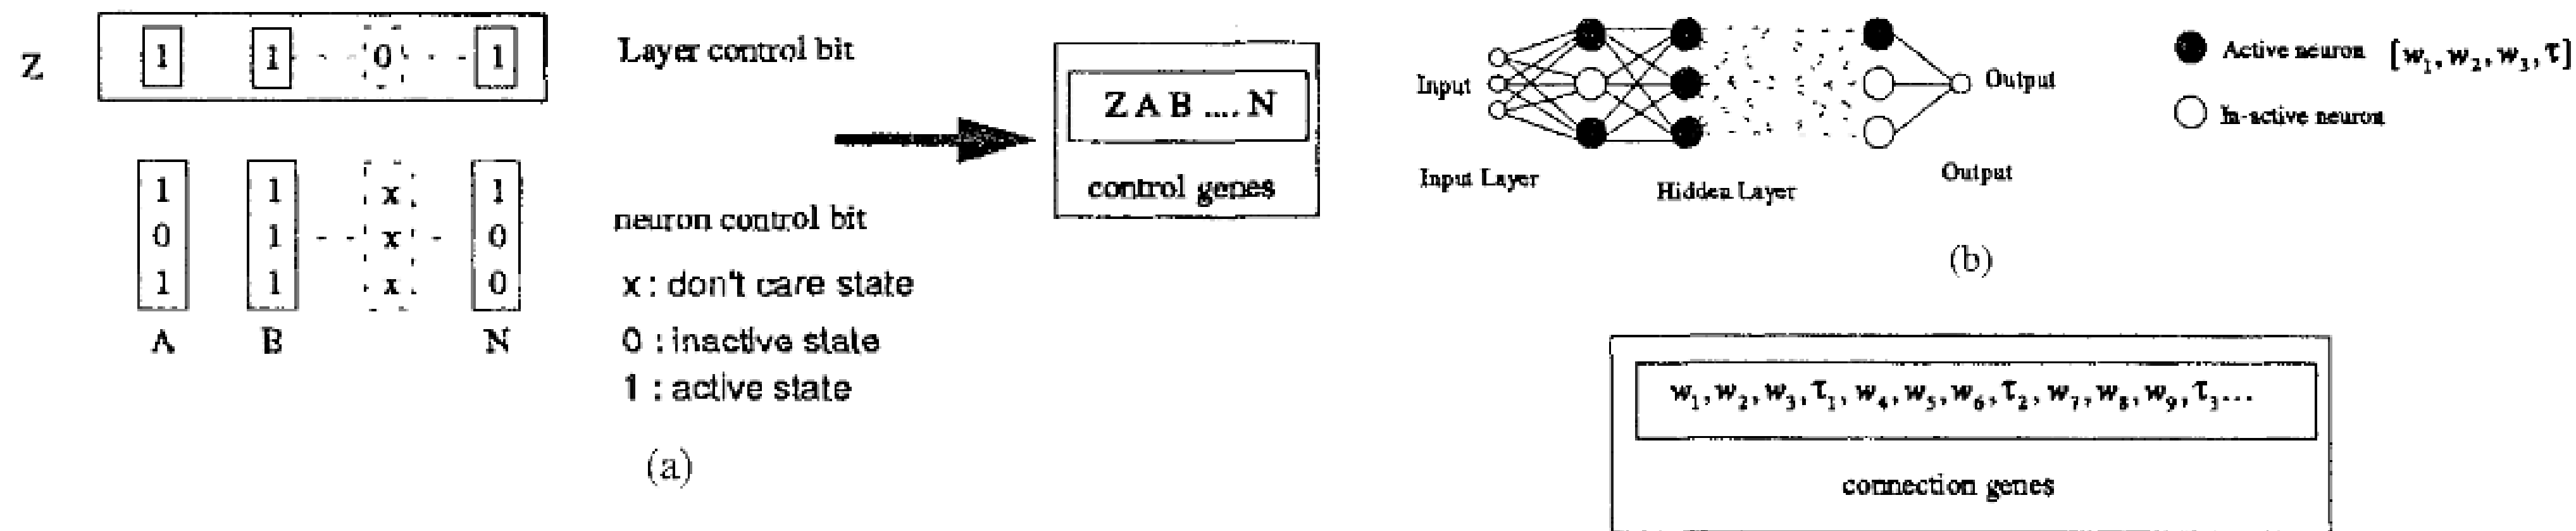 Z 1 1 0 1
Layer control bit
1 1 x 1
0 1 x 0
1 1 x 0
A B N
neuron control bit
x : don't care state
0 : inactive state
1 : active state
(a)
Z A B .... N
control genes
Input
Output
Input Layer
Hidden Layer
Output
Active neuron [w₁, w₂, w₃, τ]
In-active neuron
(b)
w₁, w₂, w₃, τ₁, w₄, w₅, w₆, τ₂, w₇, w₈, w₉, τ₃...
connection genes